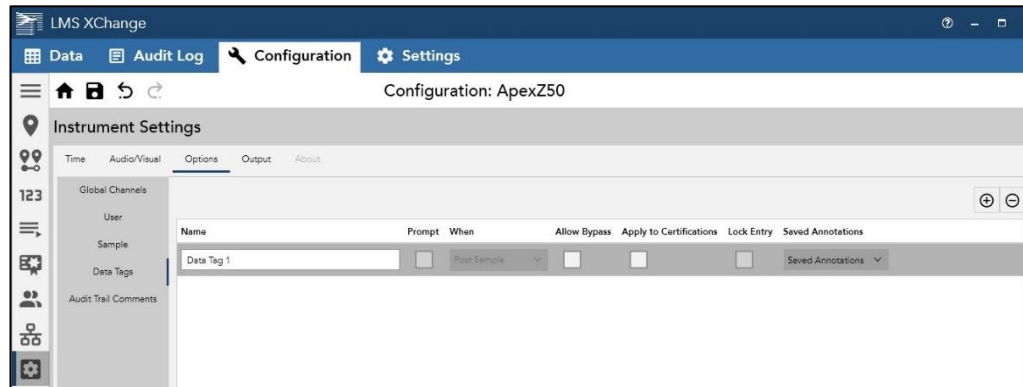 LMS XChange
Data Audit Log Configuration Settings
Configuration: ApexZ50
Instrument Settings
Time Audio/Visual Options Output About
123
Global Channels
User
Sample
Data Tags
Audit Trail Comments
Name Prompt When Allow Bypass Apply to Certifications Lock Entry Saved Annotations
Data Tag 1 Post Sample Saved Annotations